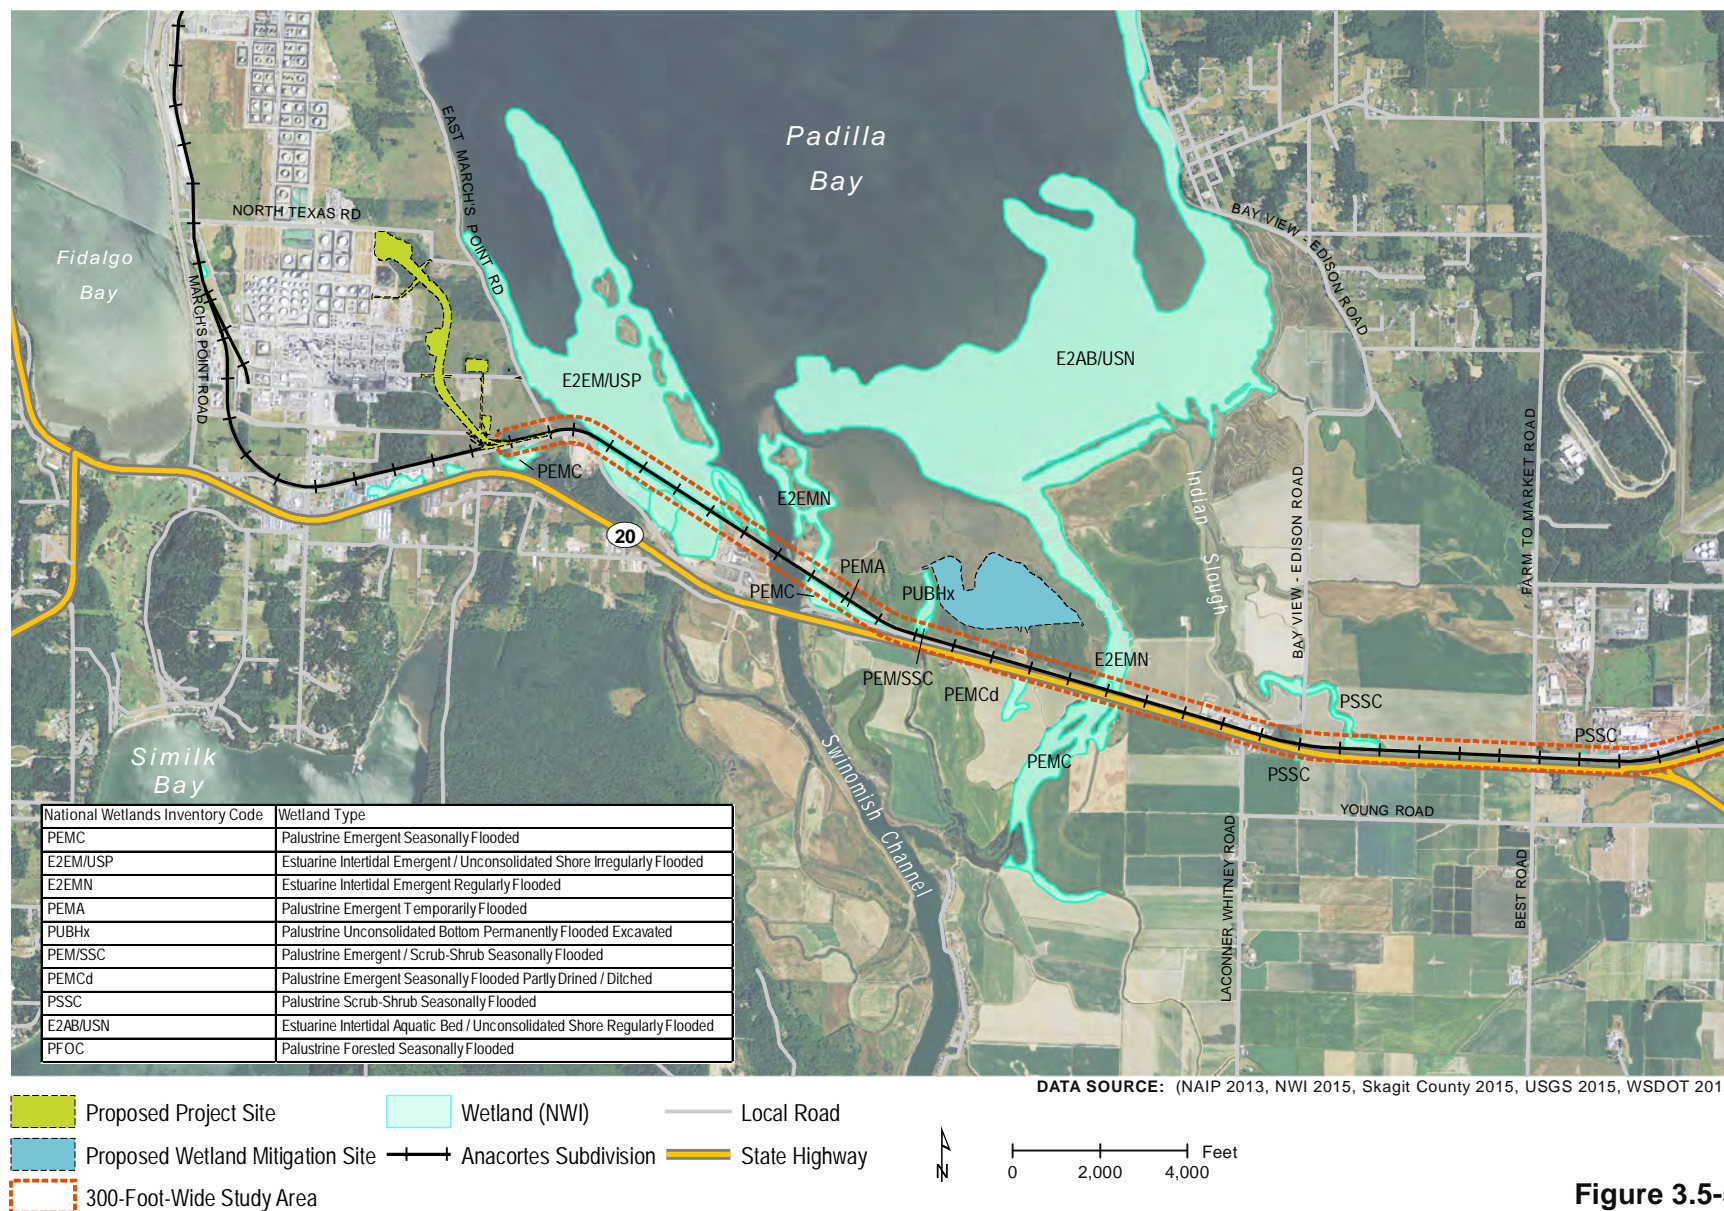 Padilla
Bay
Fidalgo
Bay
Similk
Bay
NORTH TEXAS RD
EAST MARCH'S POINT RD
MARCH'S POINT ROAD
BAY VIEW - EDISON ROAD
BAY VIEW - EDISON ROAD
FARM TO MARKET ROAD
LACONNER WHITNEY ROAD
BEST ROAD
YOUNG ROAD
Indian Slough
Swinomish Channel
20
E2EM/USP
E2AB/USN
PEMC
E2EMN
PEMA
PEMC
PUBHx
PEM/SSC
PEMCd
E2EMN
PEMC
PSSC
PSSC
PSSC
National Wetlands Inventory Code Wetland Type
PEMC Palustrine Emergent Seasonally Flooded
E2EM/USP Estuarine Intertidal Emergent / Unconsolidated Shore Irregularly Flooded
E2EMN Estuarine Intertidal Emergent Regularly Flooded
PEMA Palustrine Emergent Temporarily Flooded
PUBHx Palustrine Unconsolidated Bottom Permanently Flooded Excavated
PEM/SSC Palustrine Emergent / Scrub-Shrub Seasonally Flooded
PEMCd Palustrine Emergent Seasonally Flooded Partly Drined / Ditched
PSSC Palustrine Scrub-Shrub Seasonally Flooded
E2AB/USN Estuarine Intertidal Aquatic Bed / Unconsolidated Shore Regularly Flooded
PFOC Palustrine Forested Seasonally Flooded
DATA SOURCE: (NAIP 2013, NWI 2015, Skagit County 2015, USGS 2015, WSDOT 201
Proposed Project Site
Wetland (NWI)
Local Road
Proposed Wetland Mitigation Site
Anacortes Subdivision
State Highway
300-Foot-Wide Study Area
N
0 2,000 4,000
Feet
Figure 3.5-